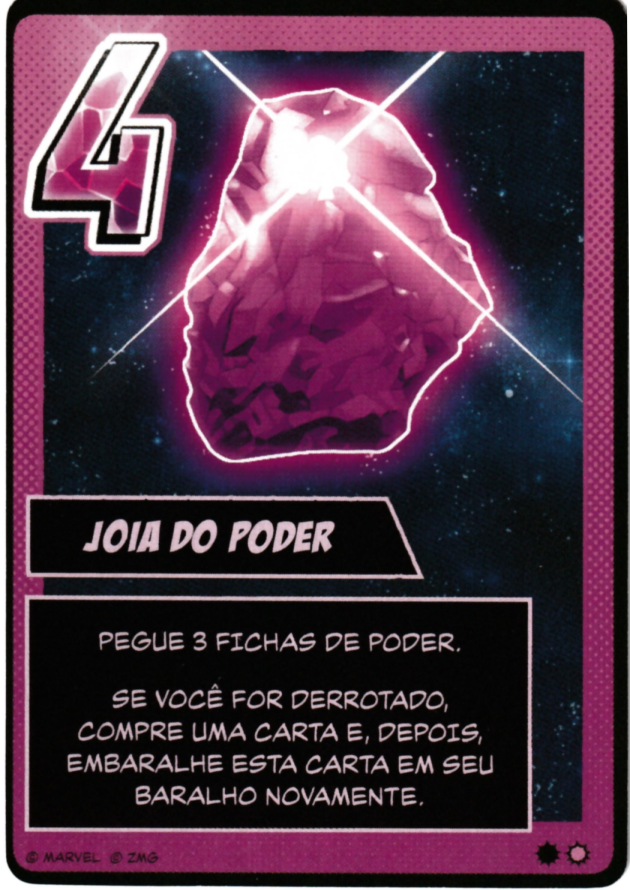 4
JOIA DO PODER
PEGUE 3 FICHAS DE PODER.
SE VOCÊ FOR DERROTADO,
COMPRE UMA CARTA E, DEPOIS,
EMBARALHE ESTA CARTA EM SEU
BARALHO NOVAMENTE.
© MARVEL © ZMG